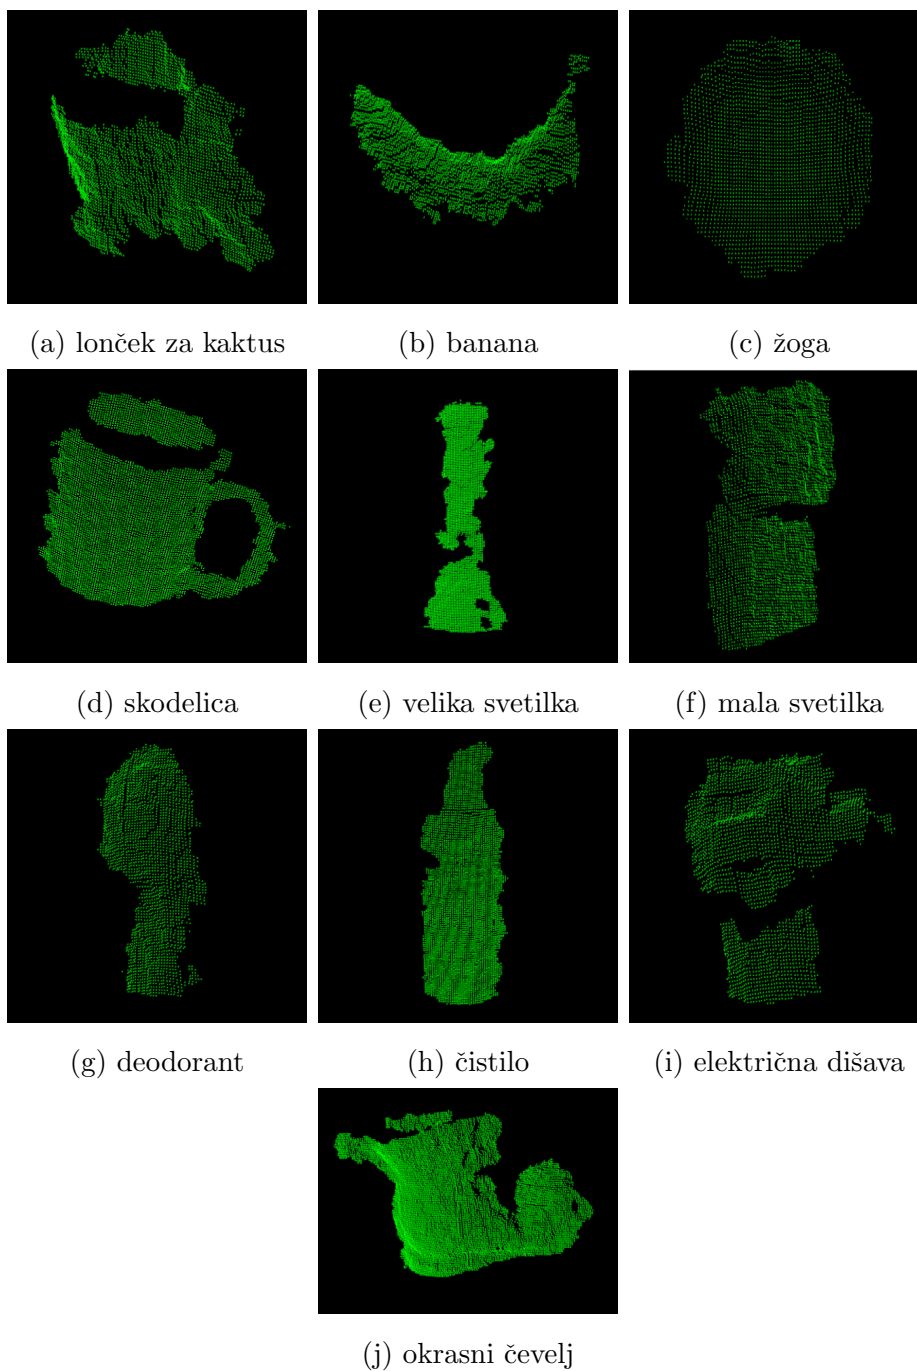 (a) lonček za kaktus
(b) banana
(c) žoga
(d) skodelica
(e) velika svetilka
(f) mala svetilka
(g) deodorant
(h) čistilo
(i) električna dišava
(j) okrasni čevelj